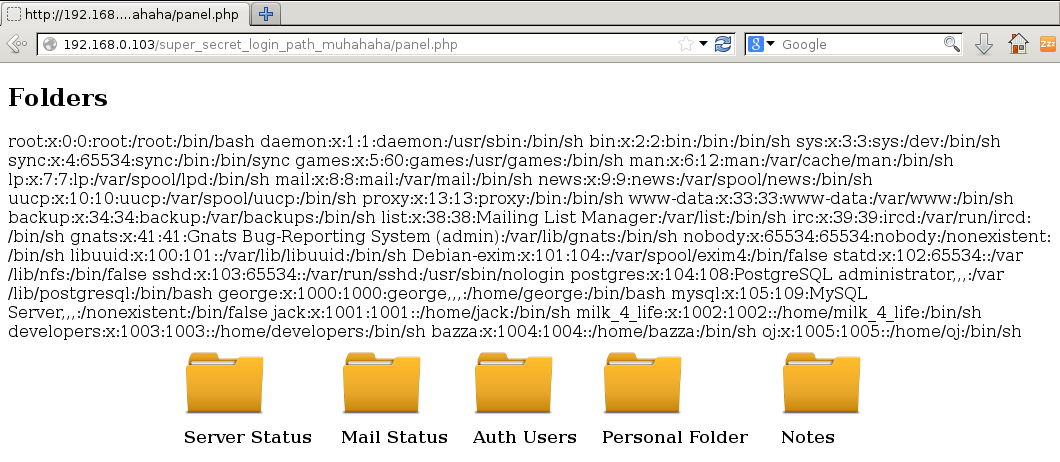 http://192.168....ahaha/panel.php
192.168.0.103/super_secret_login_path_muhahaha/panel.php
8 Google
Zzz
Folders
root:x:0:0:root:/root:/bin/bash daemon:x:1:1:daemon:/usr/sbin:/bin/sh bin:x:2:2:bin:/bin:/bin/sh sys:x:3:3:sys:/dev:/bin/sh
sync:x:4:65534:sync:/bin:/bin/sync games:x:5:60:games:/usr/games:/bin/sh man:x:6:12:man:/var/cache/man:/bin/sh
lp:x:7:7:lp:/var/spool/lpd:/bin/sh mail:x:8:8:mail:/var/mail:/bin/sh news:x:9:9:news:/var/spool/news:/bin/sh
uucp:x:10:10:uucp:/var/spool/uucp:/bin/sh proxy:x:13:13:proxy:/bin:/bin/sh www-data:x:33:33:www-data:/var/www:/bin/sh
backup:x:34:34:backup:/var/backups:/bin/sh list:x:38:38:Mailing List Manager:/var/list:/bin/sh irc:x:39:39:ircd:/var/run/ircd:
/bin/sh gnats:x:41:41:Gnats Bug-Reporting System (admin):/var/lib/gnats:/bin/sh nobody:x:65534:65534:nobody:/nonexistent:
/bin/sh libuuid:x:100:101::/var/lib/libuuid:/bin/sh Debian-exim:x:101:104::/var/spool/exim4:/bin/false statd:x:102:65534::/var
/lib/nfs:/bin/false sshd:x:103:65534::/var/run/sshd:/usr/sbin/nologin postgres:x:104:108:PostgreSQL administrator,,,:/var
/lib/postgresql:/bin/bash george:x:1000:1000:george,,,:/home/george:/bin/bash mysql:x:105:109:MySQL
Server,,,:/nonexistent:/bin/false jack:x:1001:1001::/home/jack:/bin/sh milk_4_life:x:1002:1002::/home/milk_4_life:/bin/sh
developers:x:1003:1003::/home/developers:/bin/sh bazza:x:1004:1004::/home/bazza:/bin/sh oj:x:1005:1005::/home/oj:/bin/sh
Server Status Mail Status Auth Users Personal Folder Notes